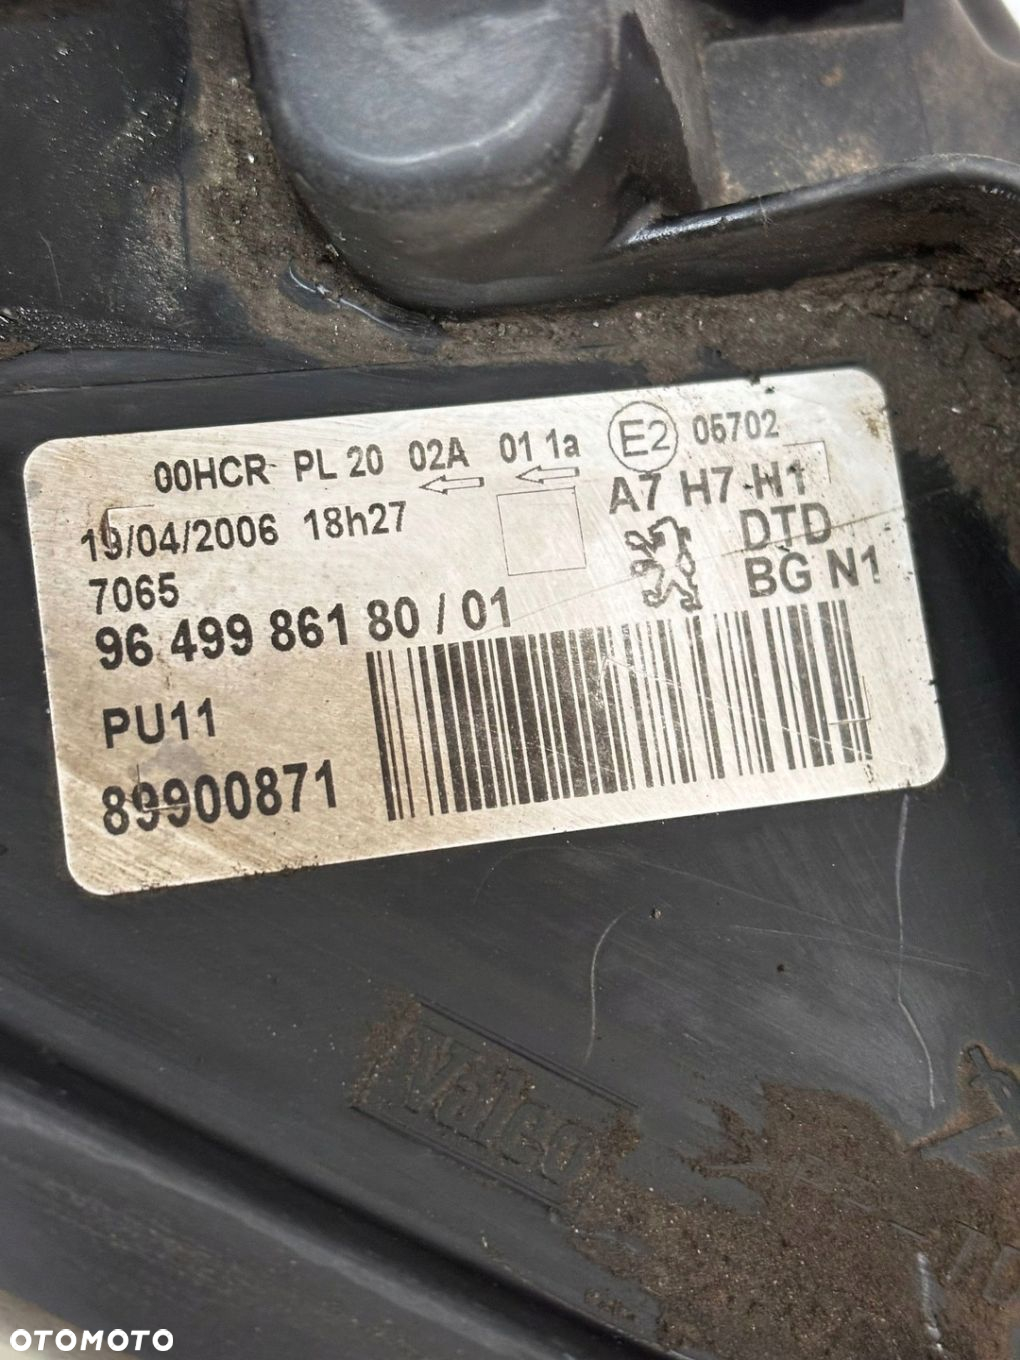 00HCR PL 20 02A 01 1a E2 05702
19/04/2006 18h27 A7 H7 H1
7065 DTD
96 499 861 80 / 01 BG N1
PU11
89900871
Valeo
OTOMOTO